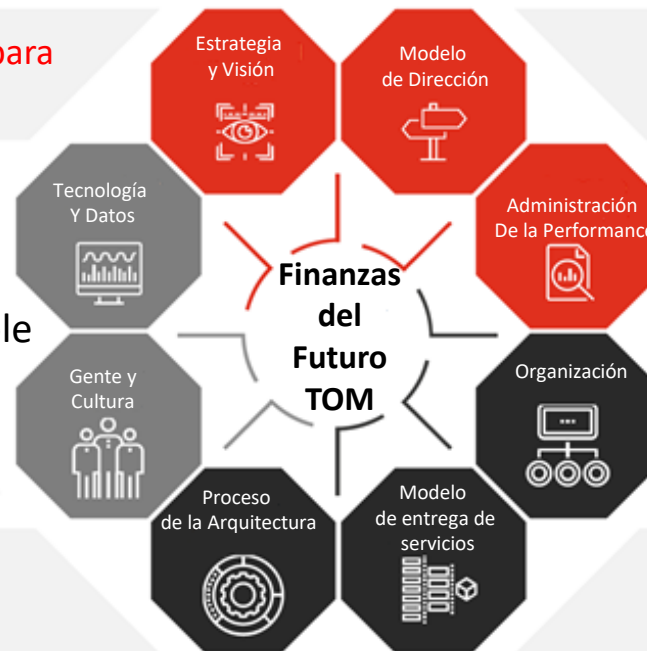 para
Estrategia
y Visión
Modelo
de Dirección
Tecnología
Y Datos
Administración
De la Performance
Finanzas
del
Futuro
TOM
le
Gente y
Cultura
Organización
Proceso
de la Arquitectura
Modelo
de entrega de
servicios